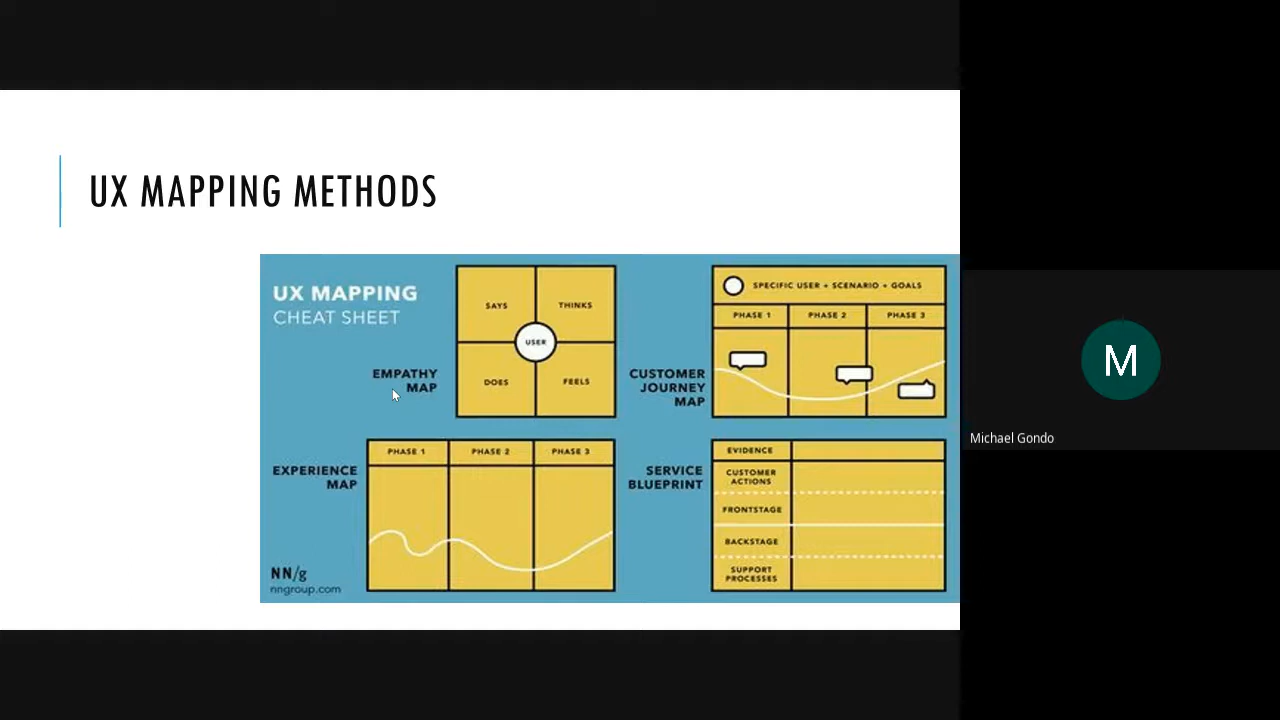 UX MAPPING METHODS
UX MAPPING
CHEAT SHEET
EMPATHY
MAP
SAYS
THINKS
USER
DOES
FEELS
CUSTOMER
JOURNEY
MAP
SPECIFIC USER + SCENARIO + GOALS
PHASE 1
PHASE 2
PHASE 3
EXPERIENCE
MAP
PHASE 1
PHASE 2
PHASE 3
SERVICE
BLUEPRINT
EVIDENCE
CUSTOMER
ACTIONS
FRONTSTAGE
BACKSTAGE
SUPPORT
PROCESSES
NN/g
nngroup.com
M
Michael Gondo